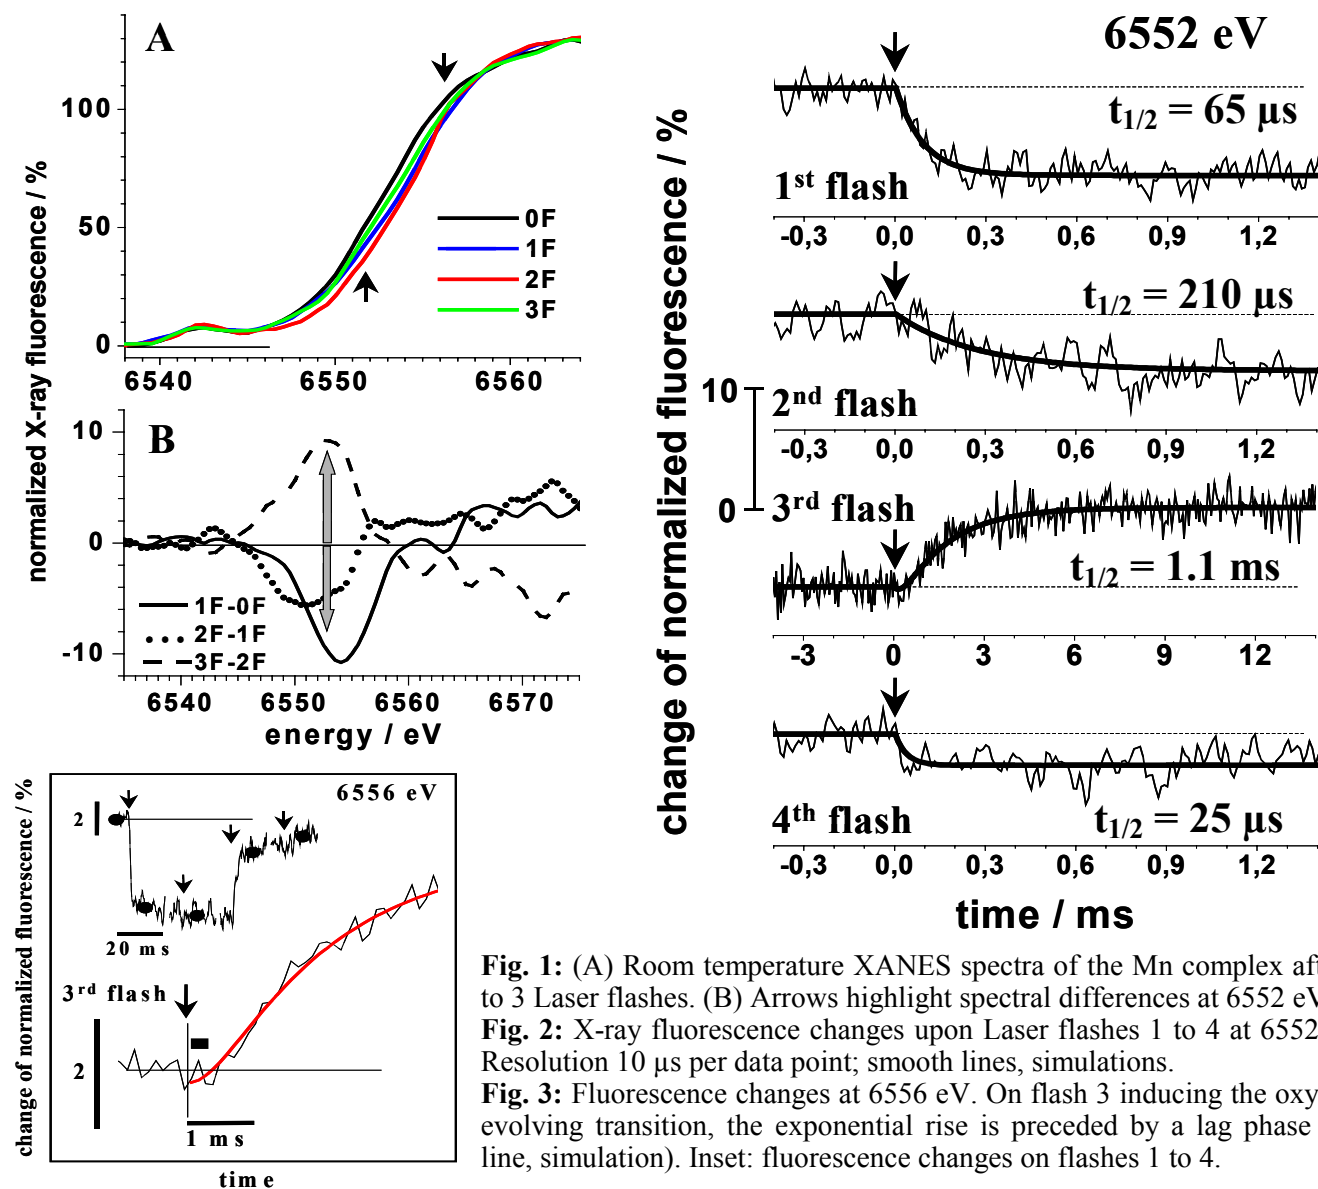 A
normalized X-ray fluorescence / %
100
50
0
0F
1F
2F
3F
6540 6550 6560
B
10
0
-10
1F-0F
2F-1F
3F-2F
6540 6550 6560 6570
energy / eV
change of normalized fluorescence / %
6556 eV
2
20 ms
3rd flash
2
1 ms
time
change of normalized fluorescence / %
6552 eV
t1/2 = 65 µs
1st flash
-0,3 0,0 0,3 0,6 0,9 1,2
t1/2 = 210 µs
10
2nd flash
-0,3 0,0 0,3 0,6 0,9 1,2
0
3rd flash
t1/2 = 1.1 ms
-3 0 3 6 9 12
4th flash
t1/2 = 25 µs
-0,3 0,0 0,3 0,6 0,9 1,2
time / ms
Fig. 1: (A) Room temperature XANES spectra of the Mn complex aft
to 3 Laser flashes. (B) Arrows highlight spectral differences at 6552 eV
Fig. 2: X-ray fluorescence changes upon Laser flashes 1 to 4 at 6552
Resolution 10 µs per data point; smooth lines, simulations.
Fig. 3: Fluorescence changes at 6556 eV. On flash 3 inducing the oxy
evolving transition, the exponential rise is preceded by a lag phase
line, simulation). Inset: fluorescence changes on flashes 1 to 4.